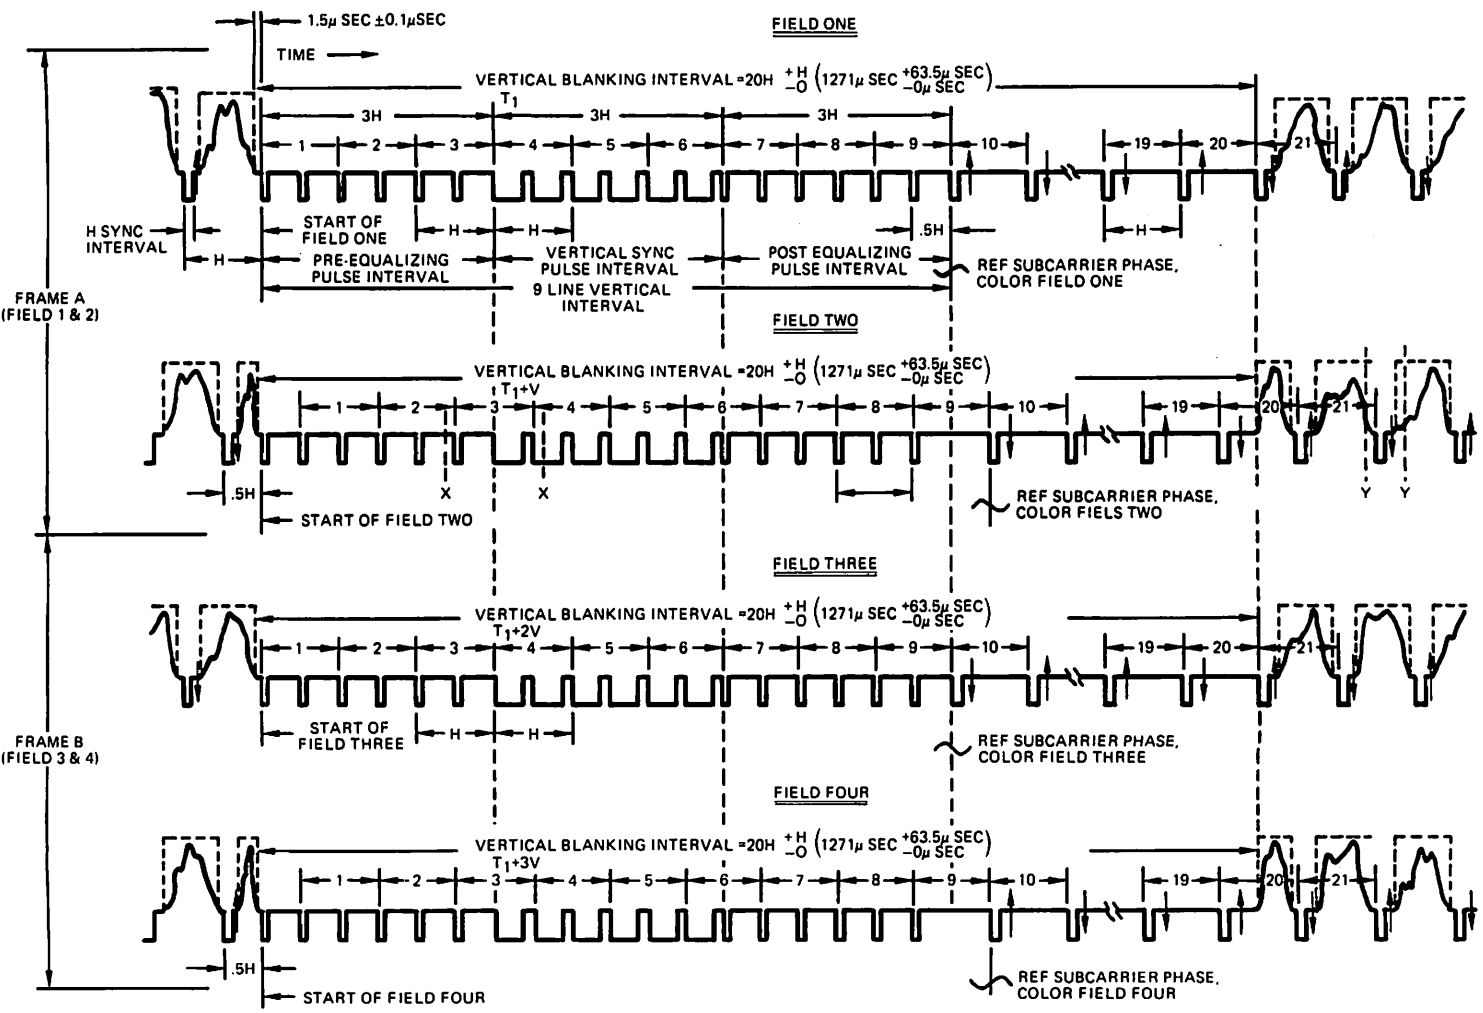 1.5μ SEC ±0.1μSEC
FIELD ONE
TIME
VERTICAL BLANKING INTERVAL =20H +H -O (1271μ SEC +63.5μ SEC -0μ SEC)
T1
3H 3H 3H
1 2 3 4 5 6 7 8 9 10 19 20 21
H SYNC INTERVAL
START OF FIELD ONE
H H .5H H
H
PRE-EQUALIZING PULSE INTERVAL
VERTICAL SYNC PULSE INTERVAL
POST EQUALIZING PULSE INTERVAL
REF SUBCARRIER PHASE, COLOR FIELD ONE
9 LINE VERTICAL INTERVAL
FRAME A (FIELD 1 & 2)
FIELD TWO
VERTICAL BLANKING INTERVAL =20H +H -O (1271μ SEC +63.5μ SEC -0μ SEC)
T1+V
1 2 3 4 5 6 7 8 9 10 19 20 21
.5H X X Y Y
START OF FIELD TWO
REF SUBCARRIER PHASE, COLOR FIELS TWO
FIELD THREE
VERTICAL BLANKING INTERVAL =20H +H -O (1271μ SEC +63.5μ SEC -0μ SEC)
T1+2V
1 2 3 4 5 6 7 8 9 10 19 20 21
START OF FIELD THREE
H H
REF SUBCARRIER PHASE, COLOR FIELD THREE
FRAME B (FIELD 3 & 4)
FIELD FOUR
VERTICAL BLANKING INTERVAL =20H +H -O (1271μ SEC +63.5μ SEC -0μ SEC)
T1+3V
1 2 3 4 5 6 7 8 9 10 19 20 21
.5H
START OF FIELD FOUR
REF SUBCARRIER PHASE, COLOR FIELD FOUR